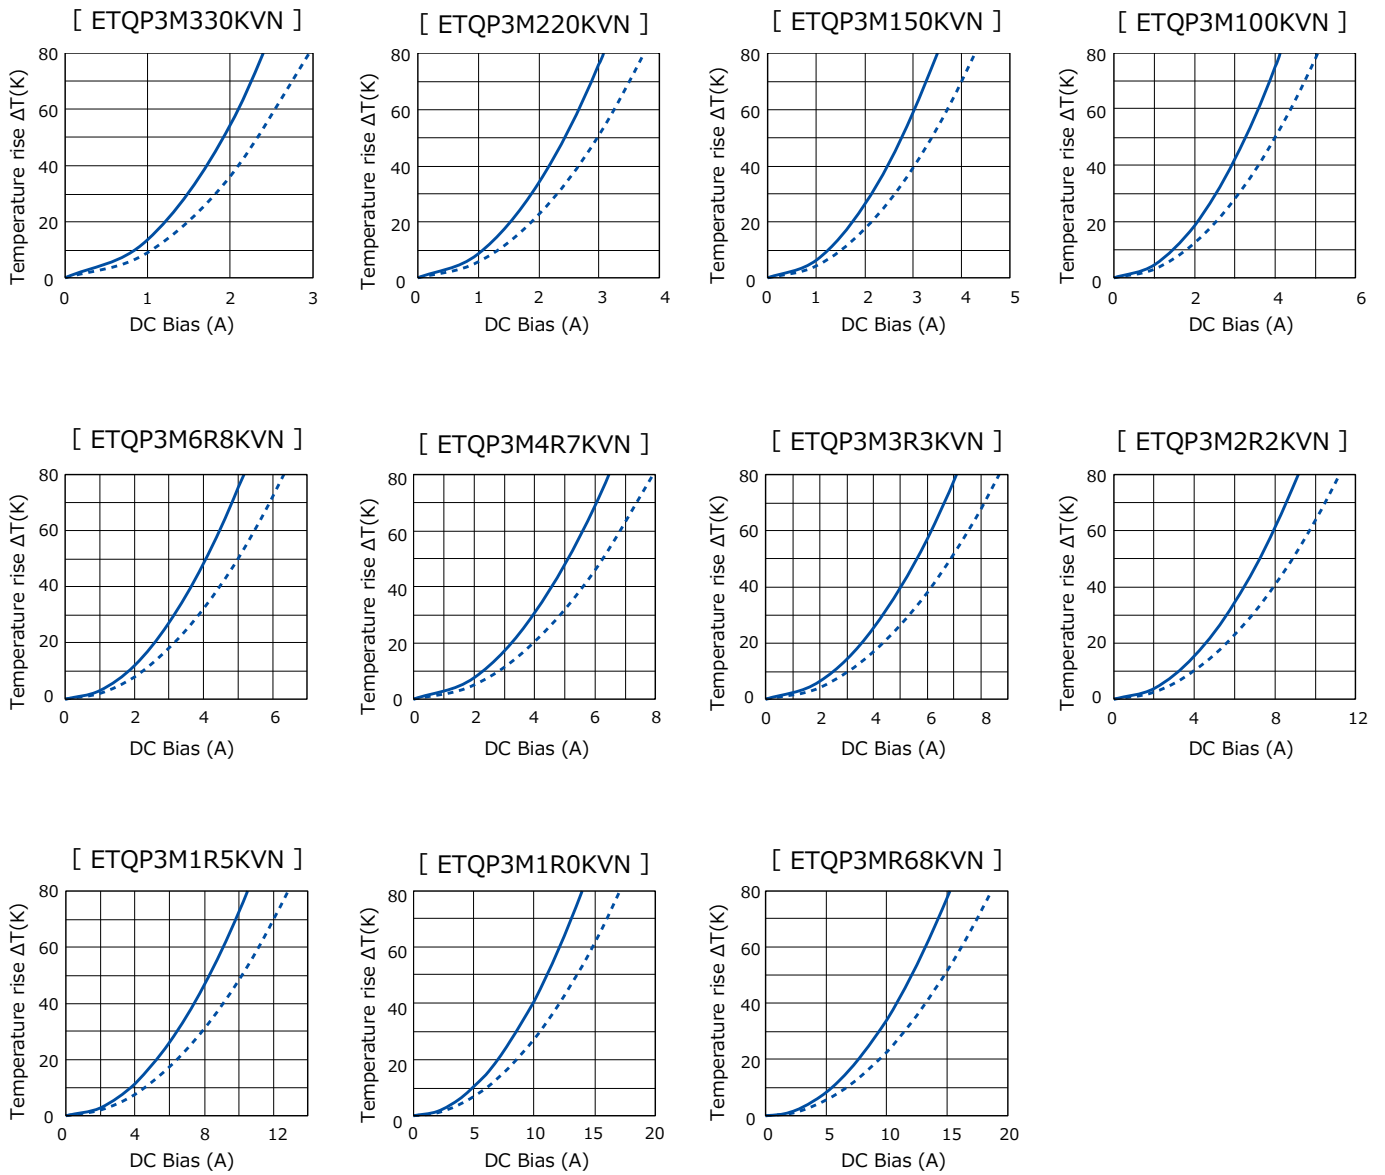 [ ETQP3M330KVN ]
[ ETQP3M220KVN ]
[ ETQP3M150KVN ]
[ ETQP3M100KVN ]
Temperature rise ΔT(K)
80
60
40
20
0
0 1 2 3
DC Bias (A)
Temperature rise ΔT(K)
80
60
40
20
0
0 1 2 3 4
DC Bias (A)
Temperature rise ΔT(K)
80
60
40
20
0
0 1 2 3 4 5
DC Bias (A)
Temperature rise ΔT(K)
80
60
40
20
0
0 2 4 6
DC Bias (A)
[ ETQP3M6R8KVN ]
[ ETQP3M4R7KVN ]
[ ETQP3M3R3KVN ]
[ ETQP3M2R2KVN ]
Temperature rise ΔT(K)
80
60
40
20
0
0 2 4 6
DC Bias (A)
Temperature rise ΔT(K)
80
60
40
20
0
0 2 4 6 8
DC Bias (A)
Temperature rise ΔT(K)
80
60
40
20
0
0 2 4 6 8
DC Bias (A)
Temperature rise ΔT(K)
80
60
40
20
0
0 4 8 12
DC Bias (A)
[ ETQP3M1R5KVN ]
[ ETQP3M1R0KVN ]
[ ETQP3MR68KVN ]
Temperature rise ΔT(K)
80
60
40
20
0
0 4 8 12
DC Bias (A)
Temperature rise ΔT(K)
80
60
40
20
0
0 5 10 15 20
DC Bias (A)
Temperature rise ΔT(K)
80
60
40
20
0
0 5 10 15 20
DC Bias (A)